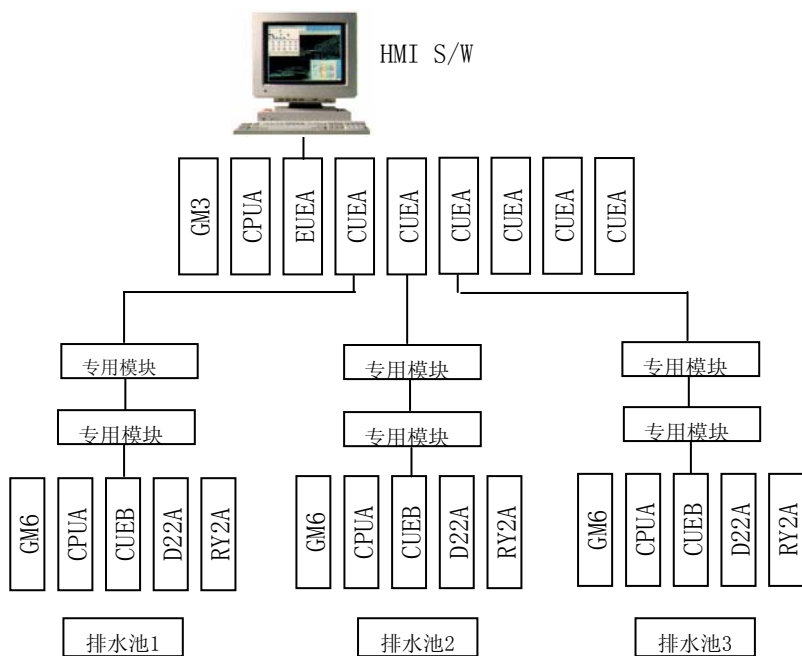 HMI S/W
GM3
CPUA
EUEA
CUEA
CUEA
CUEA
CUEA
CUEA
CUEA
专用模块
专用模块
专用模块
专用模块
专用模块
专用模块
GM6
CPUA
CUEB
D22A
RY2A
GM6
CPUA
CUEB
D22A
RY2A
GM6
CPUA
CUEB
D22A
RY2A
排水池1
排水池2
排水池3